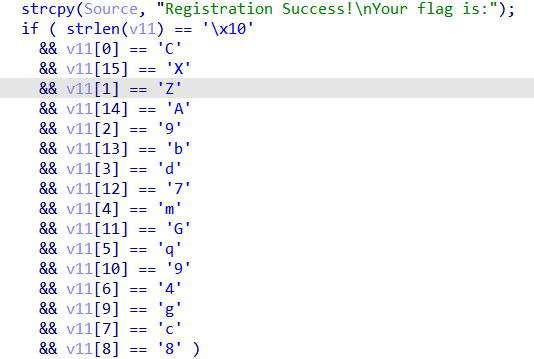 strcpy(Source, "Registration Success!\nYour flag is:");
if ( strlen(v11) == '\x10'
&& v11[0] == 'C'
&& v11[15] == 'X'
&& v11[1] == 'Z'
&& v11[14] == 'A'
&& v11[2] == '9'
&& v11[13] == 'b'
&& v11[3] == 'd'
&& v11[12] == '7'
&& v11[4] == 'm'
&& v11[11] == 'G'
&& v11[5] == 'q'
&& v11[10] == '9'
&& v11[6] == '4'
&& v11[9] == 'g'
&& v11[7] == 'c'
&& v11[8] == '8' )